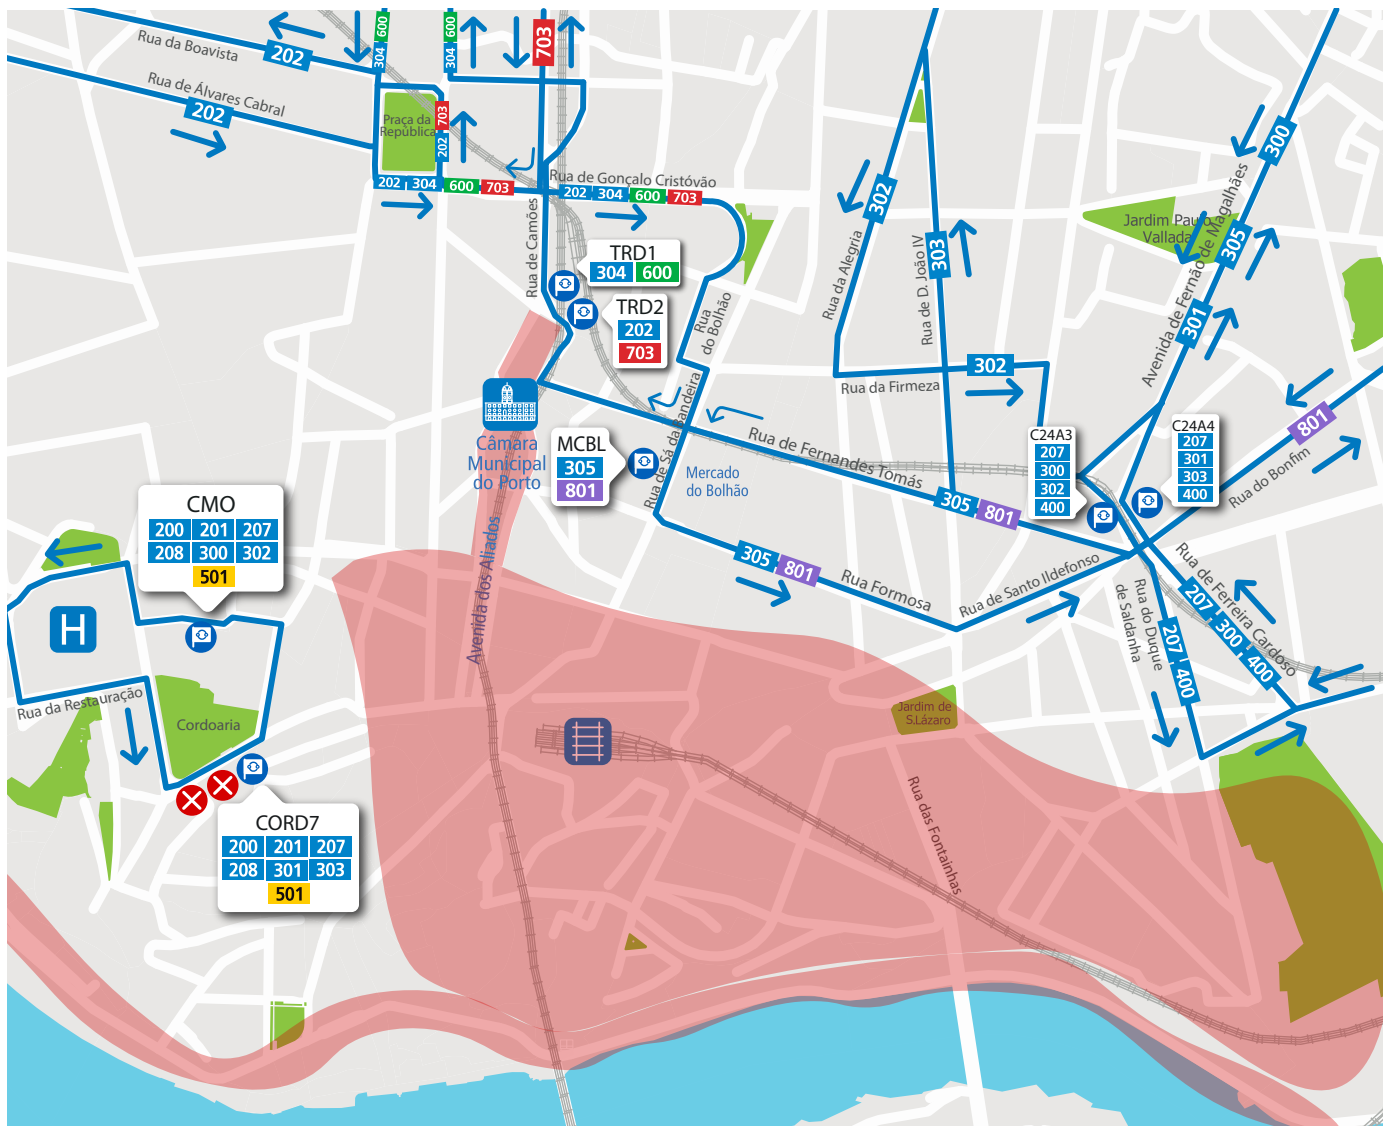 600
600
703
304
304
Rua da Boavista
202
Rua de Álvares Cabral
202
Praça da
República
703
202
202 304 600 703
Rua de Gonçalo Cristóvão
202 304 600 703
Rua de Camões
TRD1
304 600
TRD2
202
703
Rua
do Bolhão
302
Rua da Alegria
303
Rua de D. João IV
302
Rua da Firmeza
300
Avenida de Fernão de Magalhães
Jardim Paulo
Vallada
305
301
801
Rua do Bonfim
C24A3
207
300
302
400
C24A4
207
301
303
400
Câmara
Municipal
do Porto
MCBL
305
801
Rua de Sá da Bandeira
Mercado
do Bolhão
Rua de Fernandes Tomás
305 801
305 801
Rua Formosa
Rua de Santo Ildefonso
Rua do Duque
de Saldanha
Rua de Ferreira Cardoso
207 300 400
207 400
CMO
200 201 207
208 300 302
501
H
Rua da Restauração
Cordoaria
CORD7
200 201 207
208 301 303
501
Avenida dos Aliados
Jardim de
S.Lázaro
Rua das Fontainhas